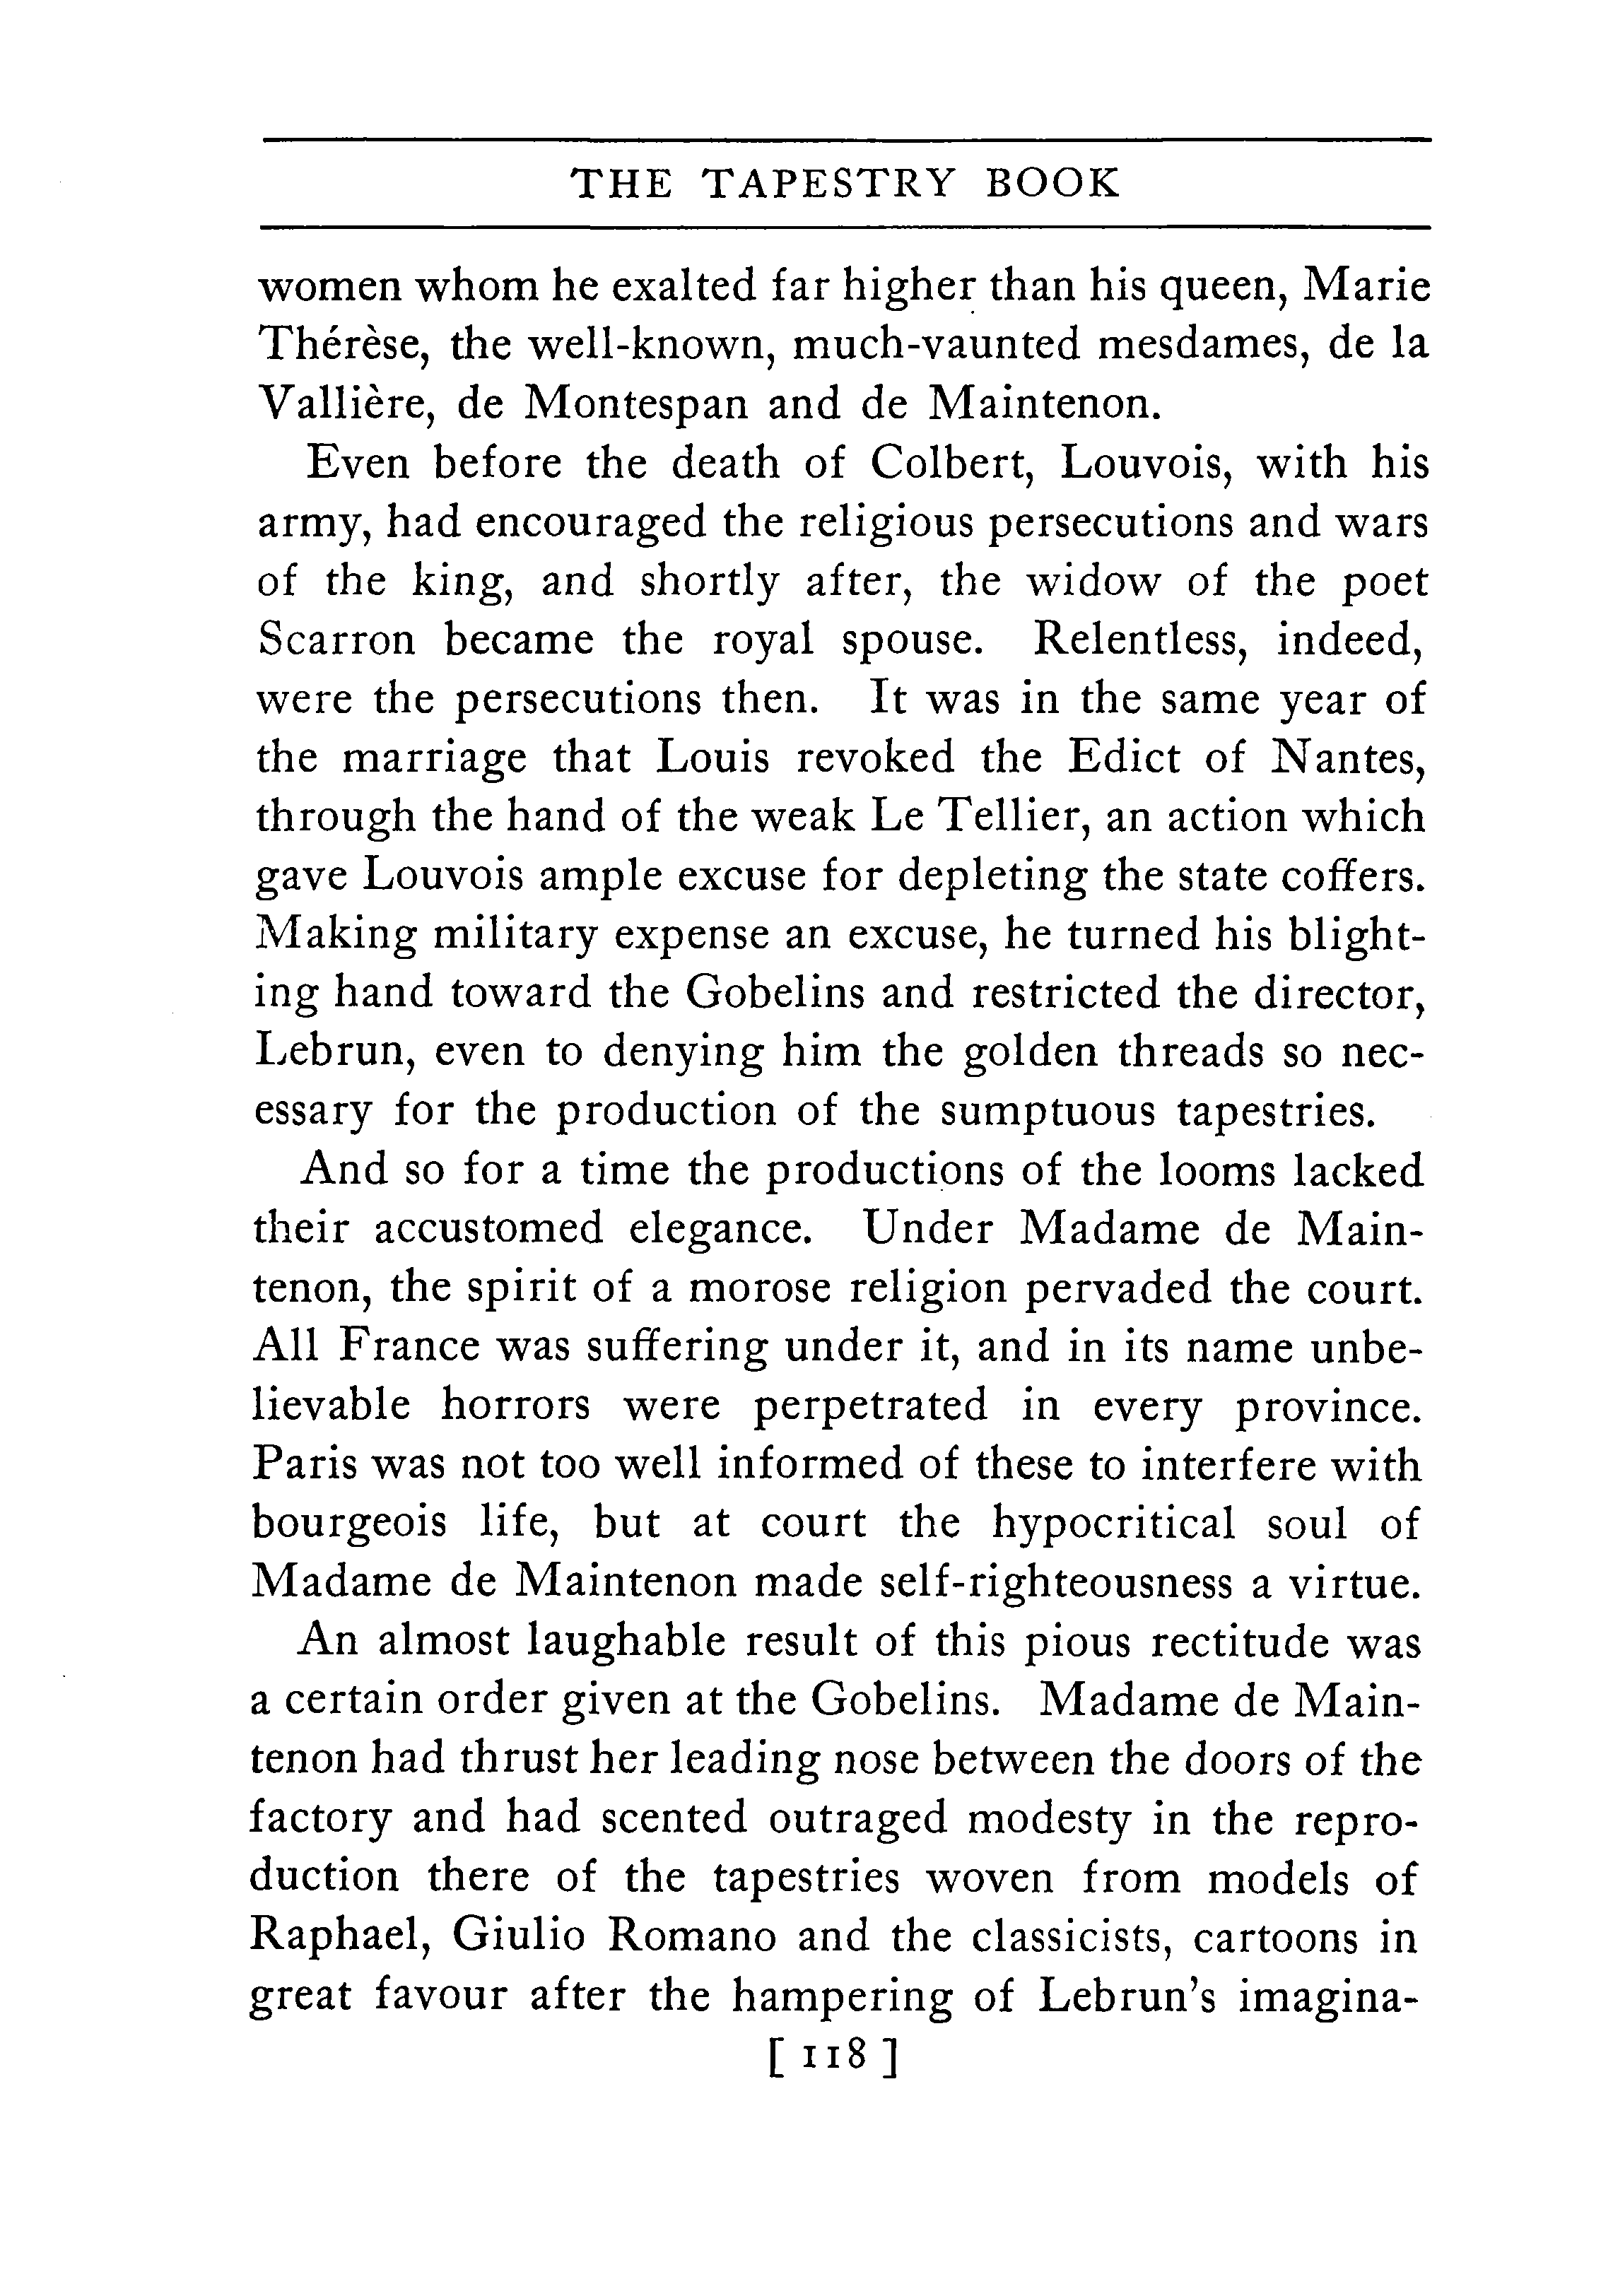 THE TAPESTRY BOOK
women whom he exalted far higher than his queen, Marie
Thérèse, the well-known, much-vaunted mesdames, de la
Vallière, de Montespan and de Maintenon.
Even before the death of Colbert, Louvois, with his
army, had encouraged the religious persecutions and wars
of the king, and shortly after, the widow of the poet
Scarron became the royal spouse. Relentless, indeed,
were the persecutions then. It was in the same year of
the marriage that Louis revoked the Edict of Nantes,
through the hand of the weak Le Tellier, an action which
gave Louvois ample excuse for depleting the state coffers.
Making military expense an excuse, he turned his blight-
ing hand toward the Gobelins and restricted the director,
Lebrun, even to denying him the golden threads so nec-
essary for the production of the sumptuous tapestries.
And so for a time the productions of the looms lacked
their accustomed elegance. Under Madame de Main-
tenon, the spirit of a morose religion pervaded the court.
All France was suffering under it, and in its name unbe-
lievable horrors were perpetrated in every province.
Paris was not too well informed of these to interfere with
bourgeois life, but at court the hypocritical soul of
Madame de Maintenon made self-righteousness a virtue.
An almost laughable result of this pious rectitude was
a certain order given at the Gobelins. Madame de Main-
tenon had thrust her leading nose between the doors of the
factory and had scented outraged modesty in the repro-
duction there of the tapestries woven from models of
Raphael, Giulio Romano and the classicists, cartoons in
great favour after the hampering of Lebrun's imagina-
[ 118 ]